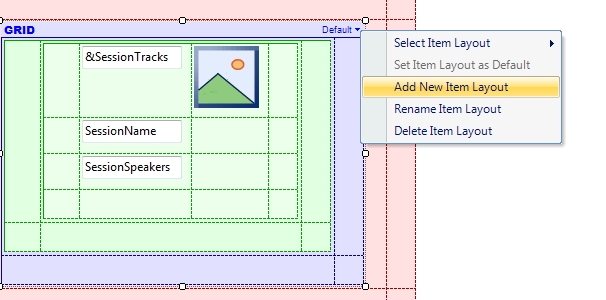 GRID
Default
&SessionTracks
SessionName
SessionSpeakers
Select Item Layout
Set Item Layout as Default
Add New Item Layout
Rename Item Layout
Delete Item Layout